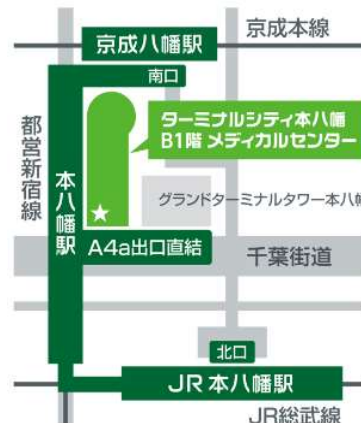 京成本線
京成八幡駅
南口
ターミナルシティ本八幡
B1階 メディカルセンター
都営新宿線
本八幡駅
グランドターミナルタワー本八幡
A4a出口直結
千葉街道
北口
JR 本八幡駅
JR総武線